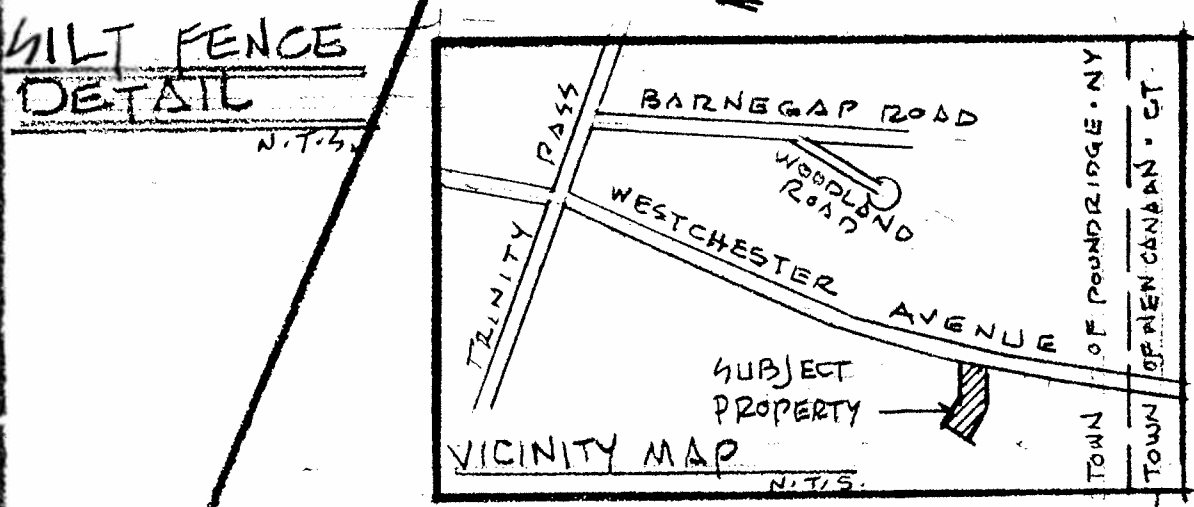 SILT FENCE
DETAIL
N.T.S.
BARNEGAP ROAD
WOODLAND
ROAD
TRINITY PASS
WESTCHESTER AVENUE
SUBJECT
PROPERTY
VICINITY MAP
N.T.S.
TOWN OF POUNDRIDGE · NY
TOWN OF NEW CANAAN · CT.